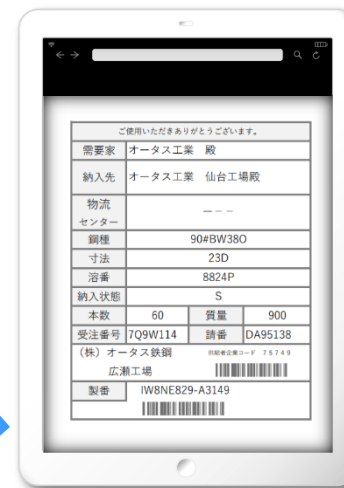 ご使用いただきありがとうございます。
需要家 オータス工業 殿
納入先 オータス工業 仙台工場殿
物流
センター ---
鋼種 90#BW38O
寸法 23D
溶番 8824P
納入状態 S
本数 60 質量 900
受注番号 7Q9W114 請番 DA95138
(株) オータス鉄鋼 供給者企業コード 75749
広瀬工場
製番 IW8NE829-A3149